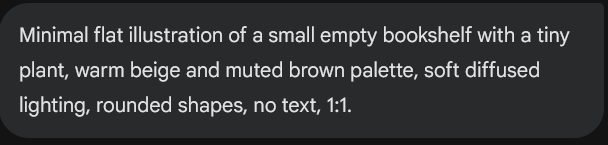 Minimal flat illustration of a small empty bookshelf with a tiny
plant, warm beige and muted brown palette, soft diffused
lighting, rounded shapes, no text, 1:1.